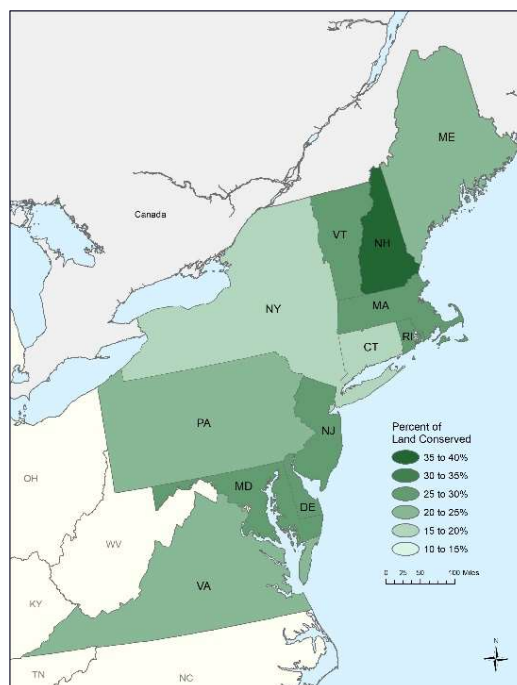 ME
Canada
VT
NH
NY
MA
CT
RI
PA
NJ
OH
MD
DE
WV
VA
KY
TN
NC
Percent of
Land Conserved
35 to 40%
30 to 35%
25 to 30%
20 to 25%
15 to 20%
10 to 15%
0 25 50 100 Miles
N